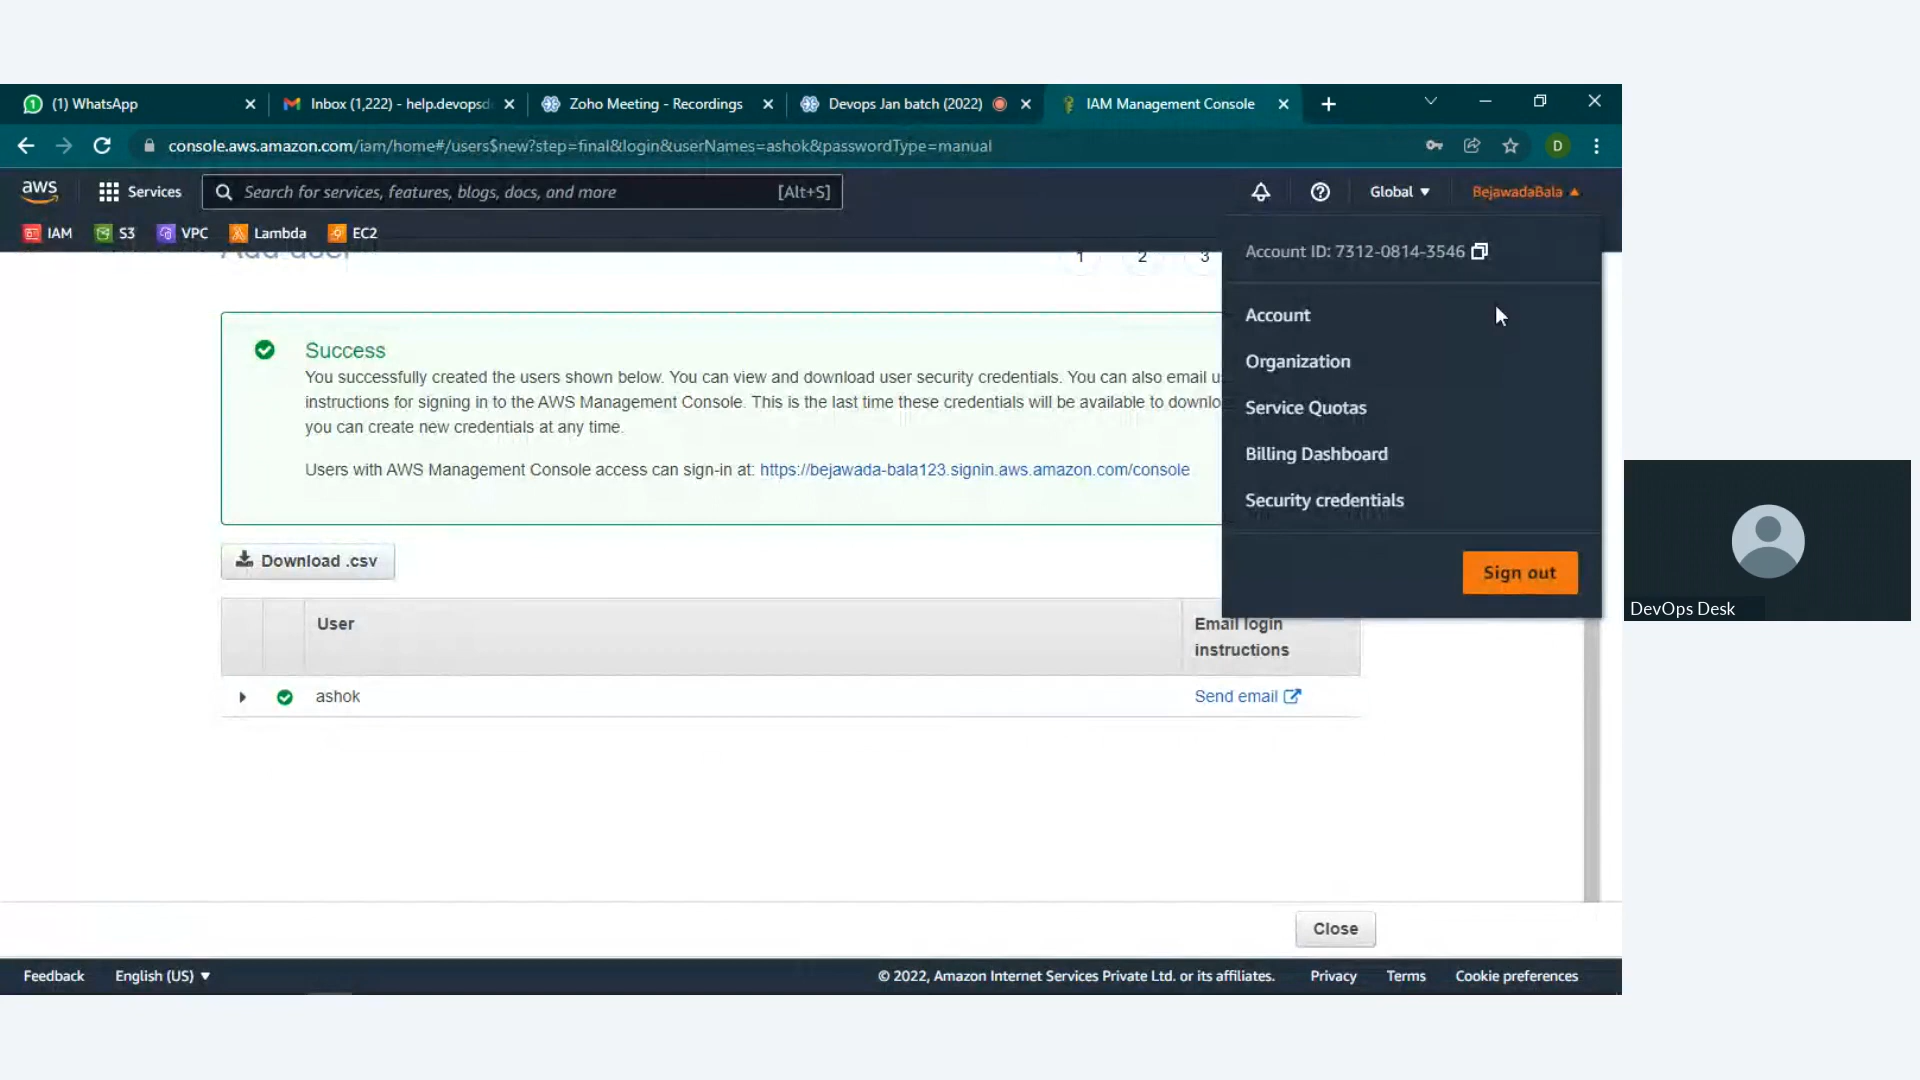 (1) WhatsApp
Inbox (1,222) - help.devopsd
Zoho Meeting - Recordings
Devops Jan batch (2022)
IAM Management Console
console.aws.amazon.com/iam/home#/users$new?step=final&login&userNames=ashok&passwordType=manual
D
aws
Services
Search for services, features, blogs, docs, and more
[Alt+S]
Global
BejawadaBala
IAM
S3
VPC
Lambda
EC2
Add user
1
2
3
Account ID: 7312-0814-3546
Account
Organization
Service Quotas
Billing Dashboard
Security credentials
Sign out
Success
You successfully created the users shown below. You can view and download user security credentials. You can also email u
instructions for signing in to the AWS Management Console. This is the last time these credentials will be available to downlo
you can create new credentials at any time.
Users with AWS Management Console access can sign-in at: https://bejawada-bala123.signin.aws.amazon.com/console
Download .csv
User
Email login
instructions
ashok
Send email
DevOps Desk
Close
Feedback
English (US)
© 2022, Amazon Internet Services Private Ltd. or its affiliates.
Privacy
Terms
Cookie preferences